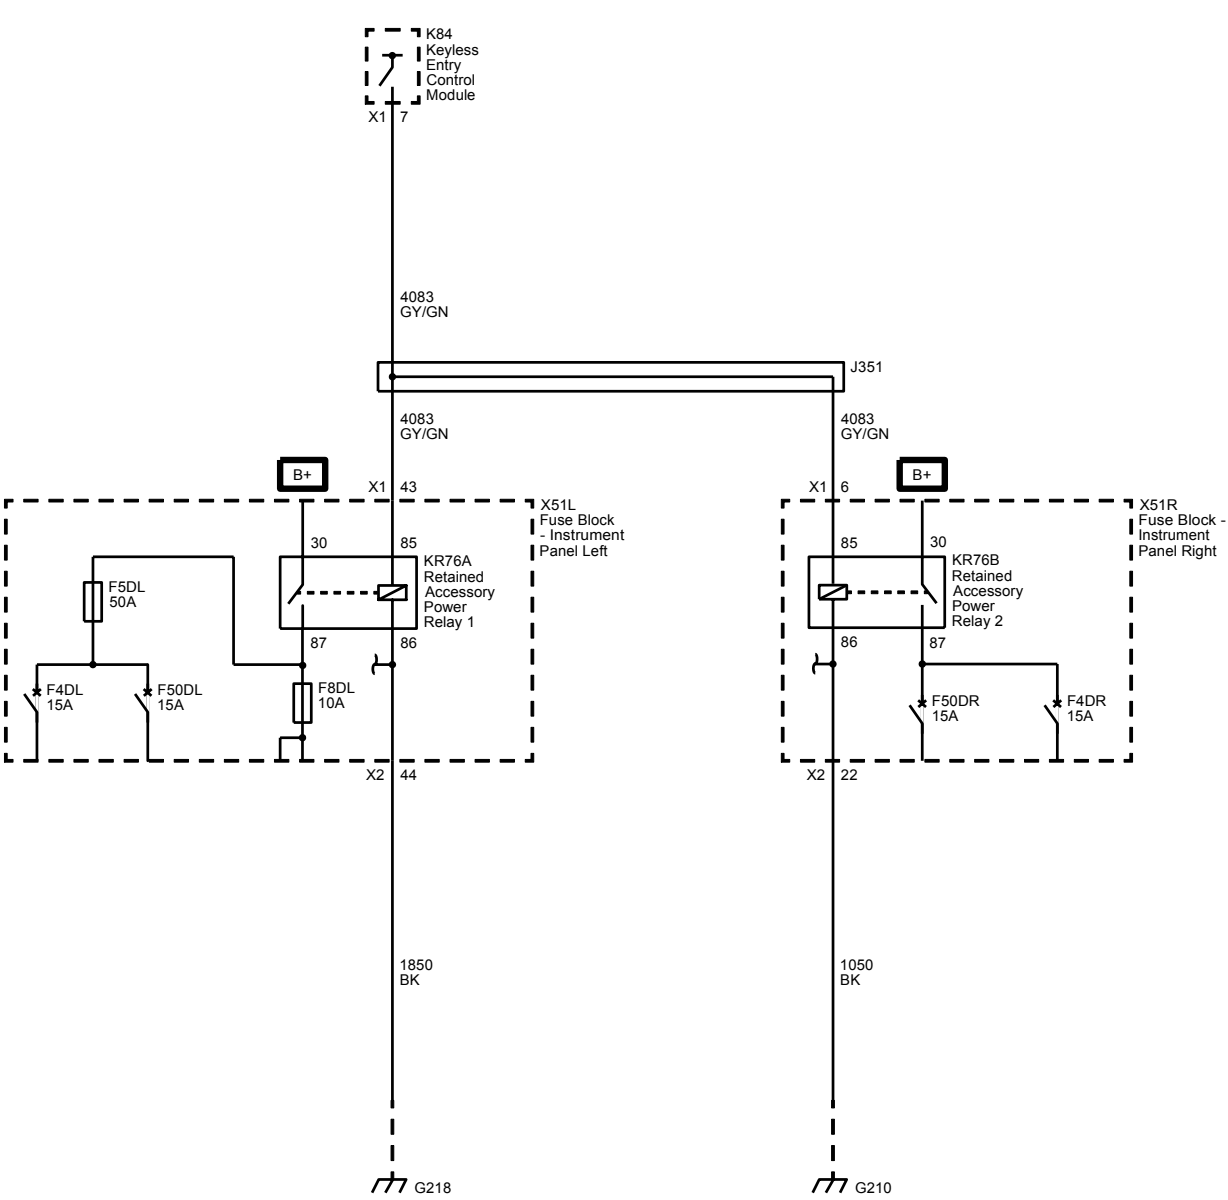 K84
Keyless
Entry
Control
Module
X1 7
4083
GY/GN
J351
4083
GY/GN
4083
GY/GN
B+
X1 43
X1 6
B+
X51L
Fuse Block
- Instrument
Panel Left
X51R
Fuse Block -
Instrument
Panel Right
30
85
85
30
KR76A
Retained
Accessory
Power
Relay 1
KR76B
Retained
Accessory
Power
Relay 2
F5DL
50A
87
86
86
87
F4DL
15A
F50DL
15A
F8DL
10A
F50DR
15A
F4DR
15A
X2 44
X2 22
1850
BK
1050
BK
G218
G210